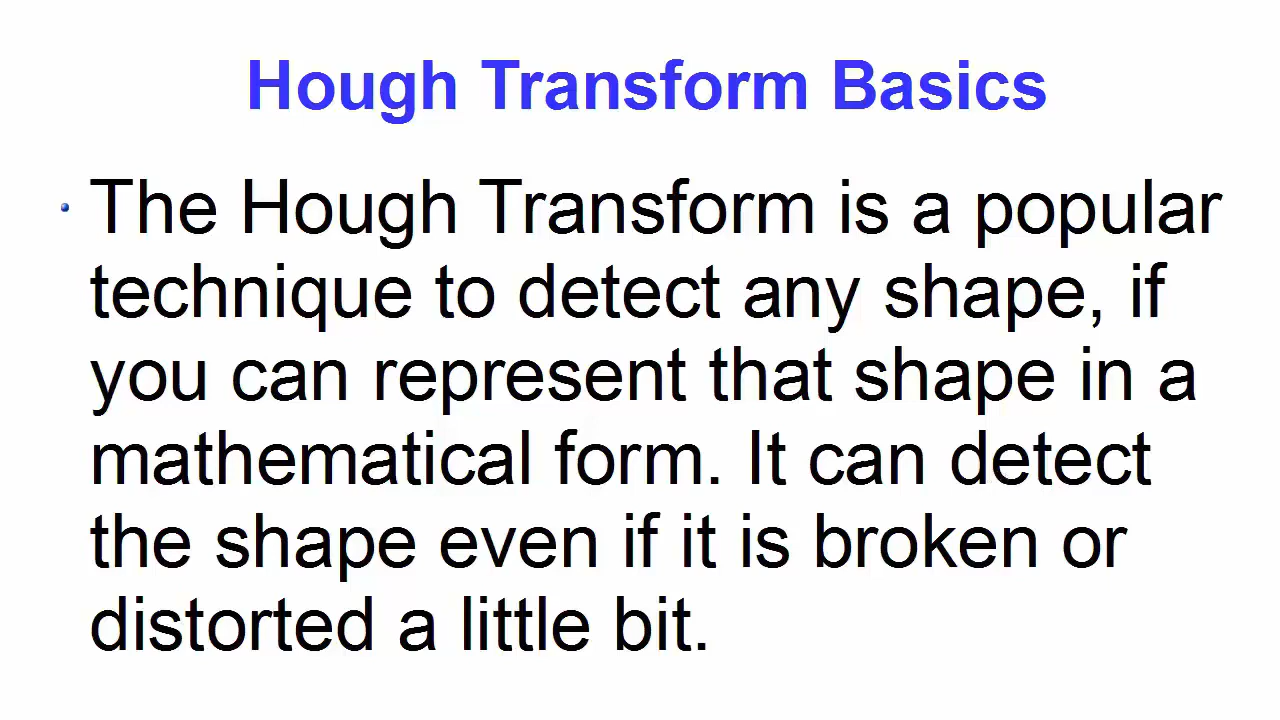 Hough Transform Basics
The Hough Transform is a popular
technique to detect any shape, if
you can represent that shape in a
mathematical form. It can detect
the shape even if it is broken or
distorted a little bit.